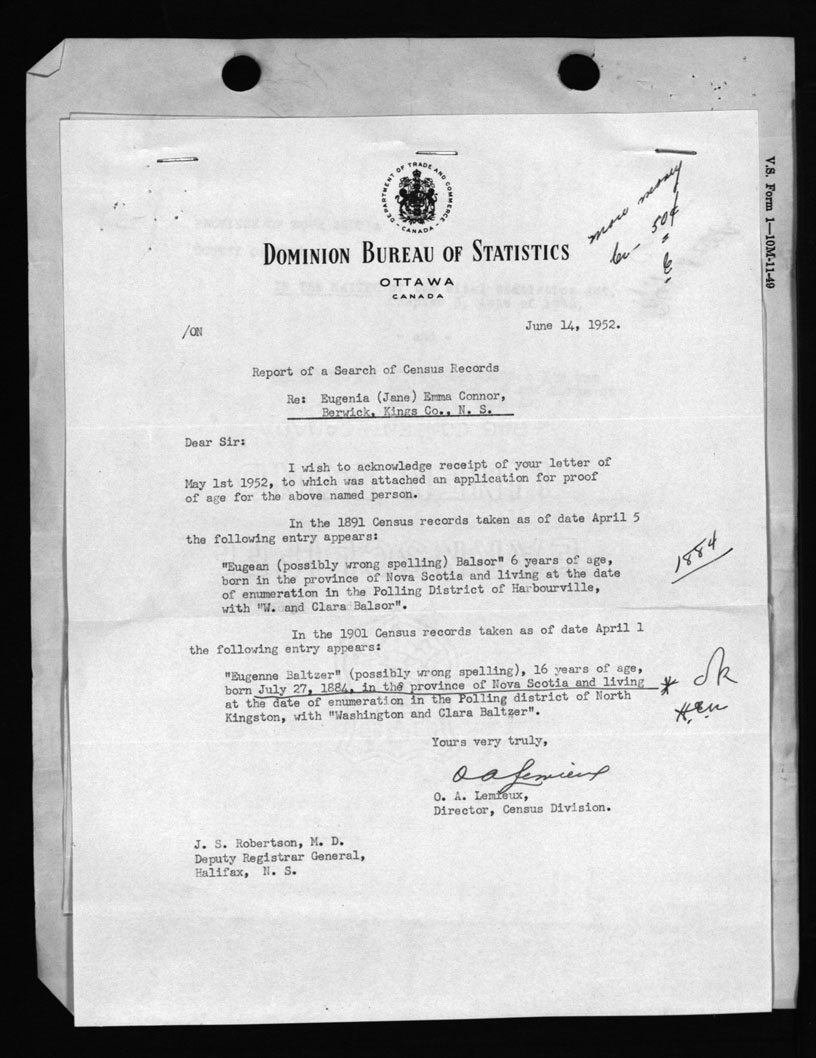 DEPARTMENT OF TRADE AND COMMERCE
CANADA
DOMINION BUREAU OF STATISTICS
OTTAWA
CANADA
more money
50¢
V.S. Form 1—10M-11-49
/ON
June 14, 1952.
Report of a Search of Census Records
Re: Eugenia (Jane) Emma Connor,
Berwick, Kings Co., N. S.
Dear Sir:
I wish to acknowledge receipt of your letter of
May 1st 1952, to which was attached an application for proof
of age for the above named person.
In the 1891 Census records taken as of date April 5
the following entry appears:
"Eugean (possibly wrong spelling) Balsor" 6 years of age,
born in the province of Nova Scotia and living at the date
of enumeration in the Polling District of Harbourville,
with "W. and Clara Balsor".
1884
In the 1901 Census records taken as of date April 1
the following entry appears:
"Eugenne Baltzer" (possibly wrong spelling), 16 years of age,
born July 27, 1884, in the province of Nova Scotia and living *
at the date of enumeration in the Polling district of North
Kingston, with "Washington and Clara Baltzer".
ok
Yours very truly,
O A Lemieux
O. A. Lemieux,
Director, Census Division.
J. S. Robertson, M. D.
Deputy Registrar General,
Halifax, N. S.